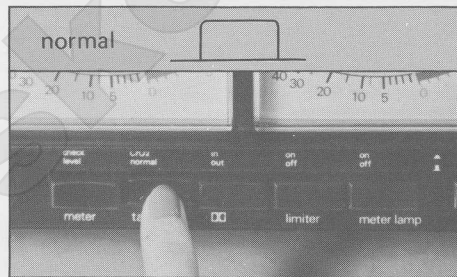 normal
30 20 10 5 0 40 30 20 10 5 0
check CrO2 in on on
level normal out off off
meter ta limiter meter lamp